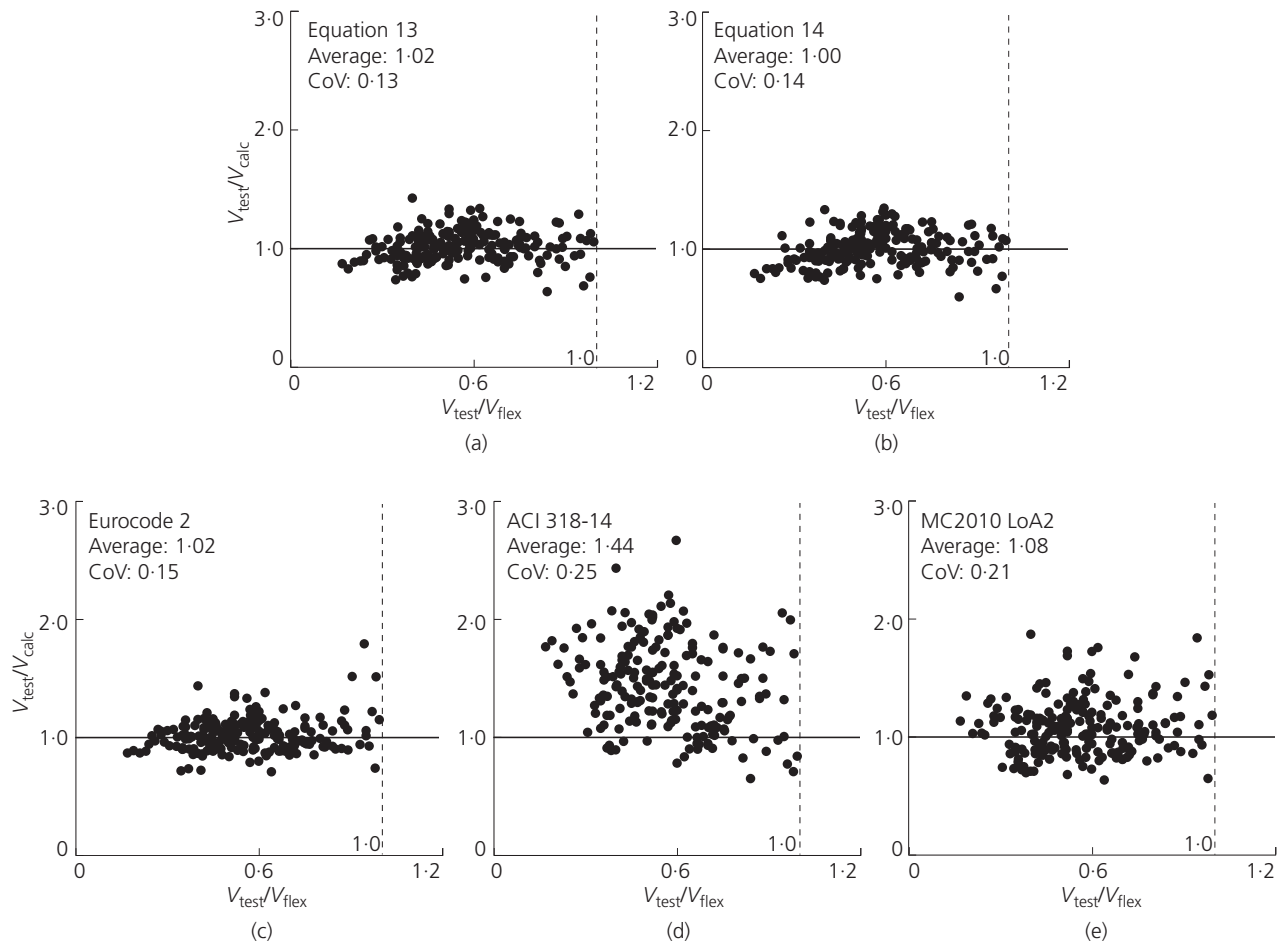 3·0
Equation 13
Average: 1·02
CoV: 0·13
2·0
Vtest/Vcalc
1·0
0
1·0
0
0·6
1·2
Vtest/Vflex
(a)
3·0
Equation 14
Average: 1·00
CoV: 0·14
2·0
1·0
0
1·0
0
0·6
1·2
Vtest/Vflex
(b)
3·0
Eurocode 2
Average: 1·02
CoV: 0·15
2·0
Vtest/Vcalc
1·0
0
1·0
0
0·6
1·2
Vtest/Vflex
(c)
3·0
ACI 318-14
Average: 1·44
CoV: 0·25
2·0
1·0
0
1·0
0
0·6
1·2
Vtest/Vflex
(d)
3·0
MC2010 LoA2
Average: 1·08
CoV: 0·21
2·0
1·0
0
1·0
0
0·6
1·2
Vtest/Vflex
(e)